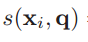 s(xᵢ, q) =